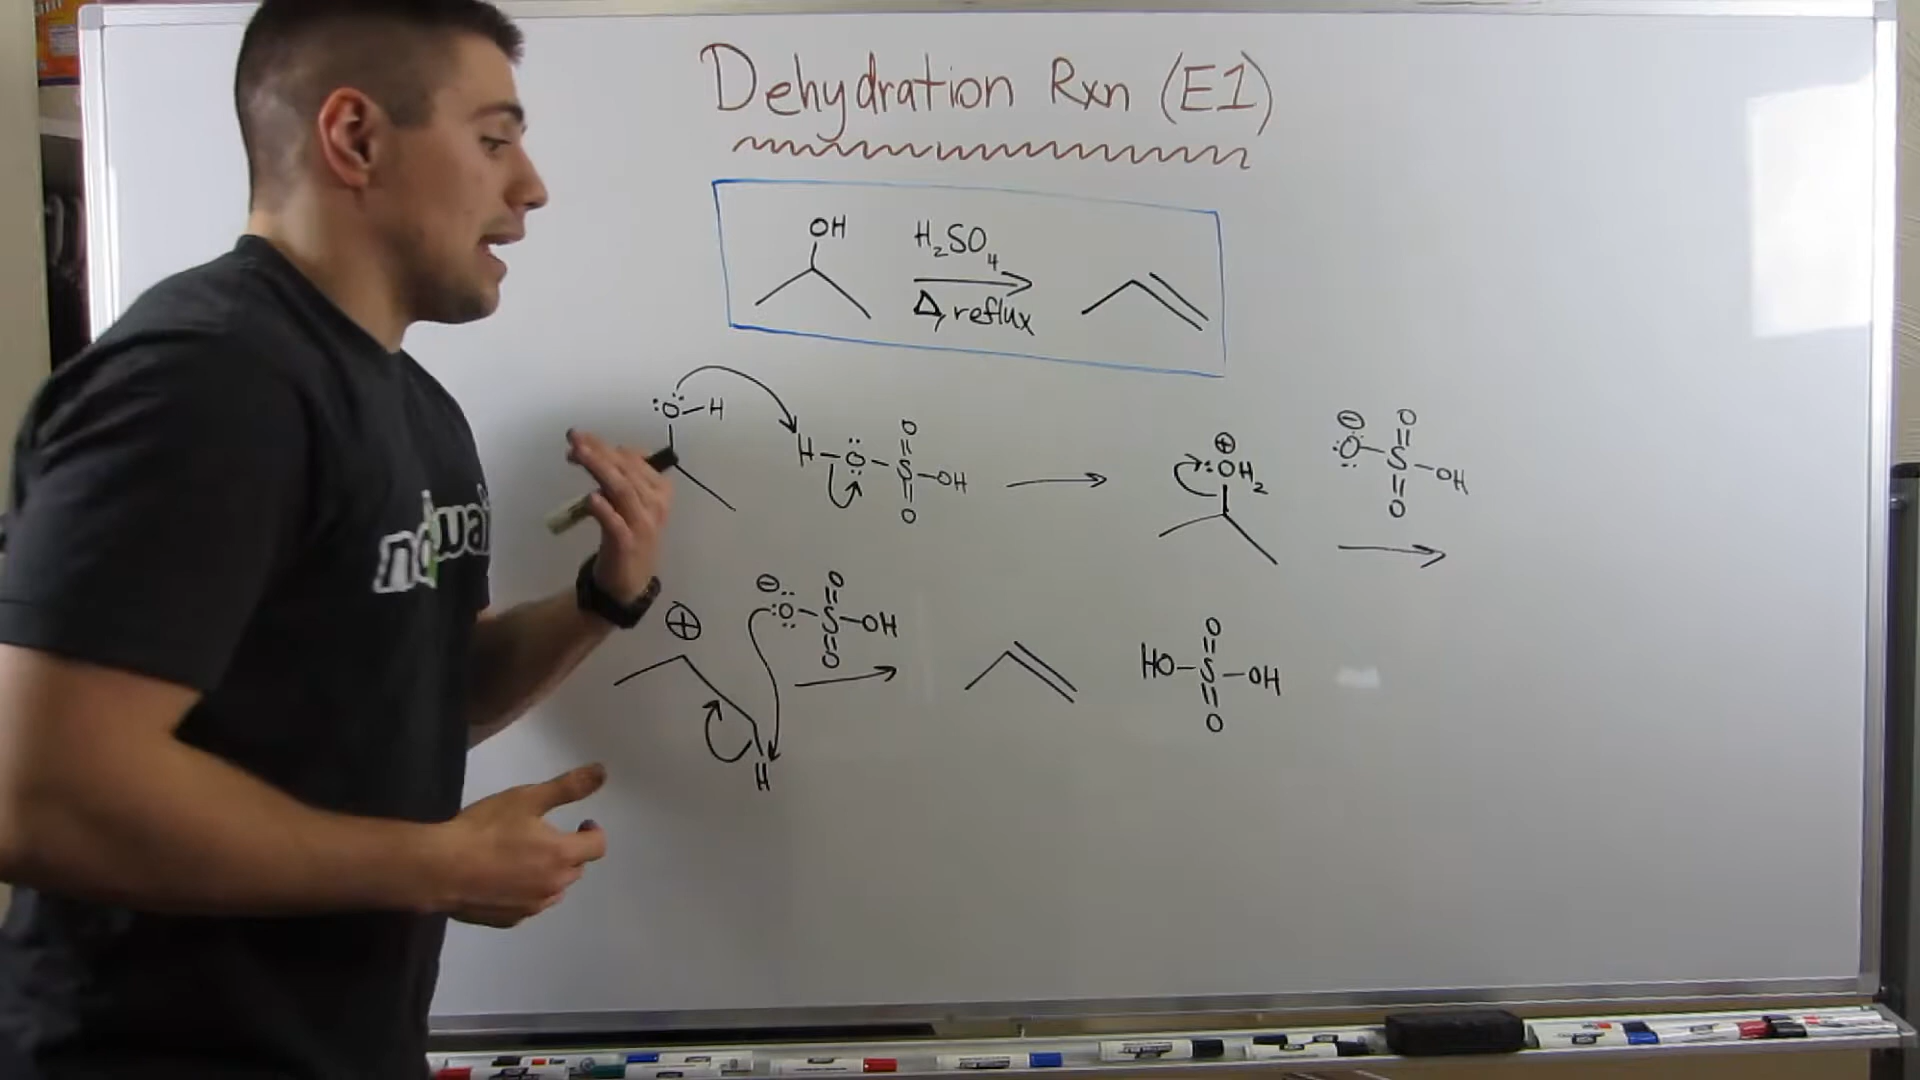 Dehydration Rxn (E1)
OH
H₂SO₄
Δ, reflux
:Ö-H
H-Ö-S-OH
O
O
⊕
:OH₂
⊖
:Ö-S-OH
O
O
⊕
⊖
:Ö-S-OH
O
O
H
HO-S-OH
O
O